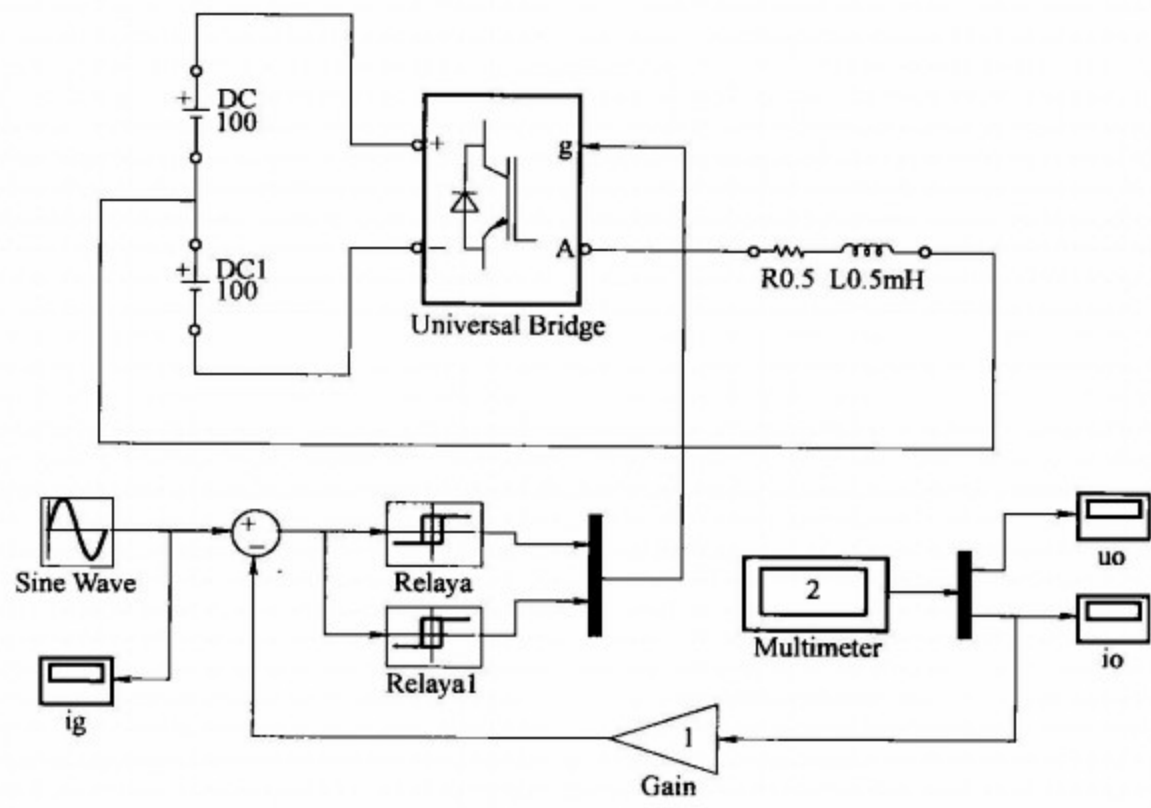 DC
100
+
g
+
DC1
100
+
−
A
R0.5 L0.5mH
Universal Bridge
Sine Wave
+
−
Relaya
Relaya1
2
Multimeter
uo
io
ig
1
Gain